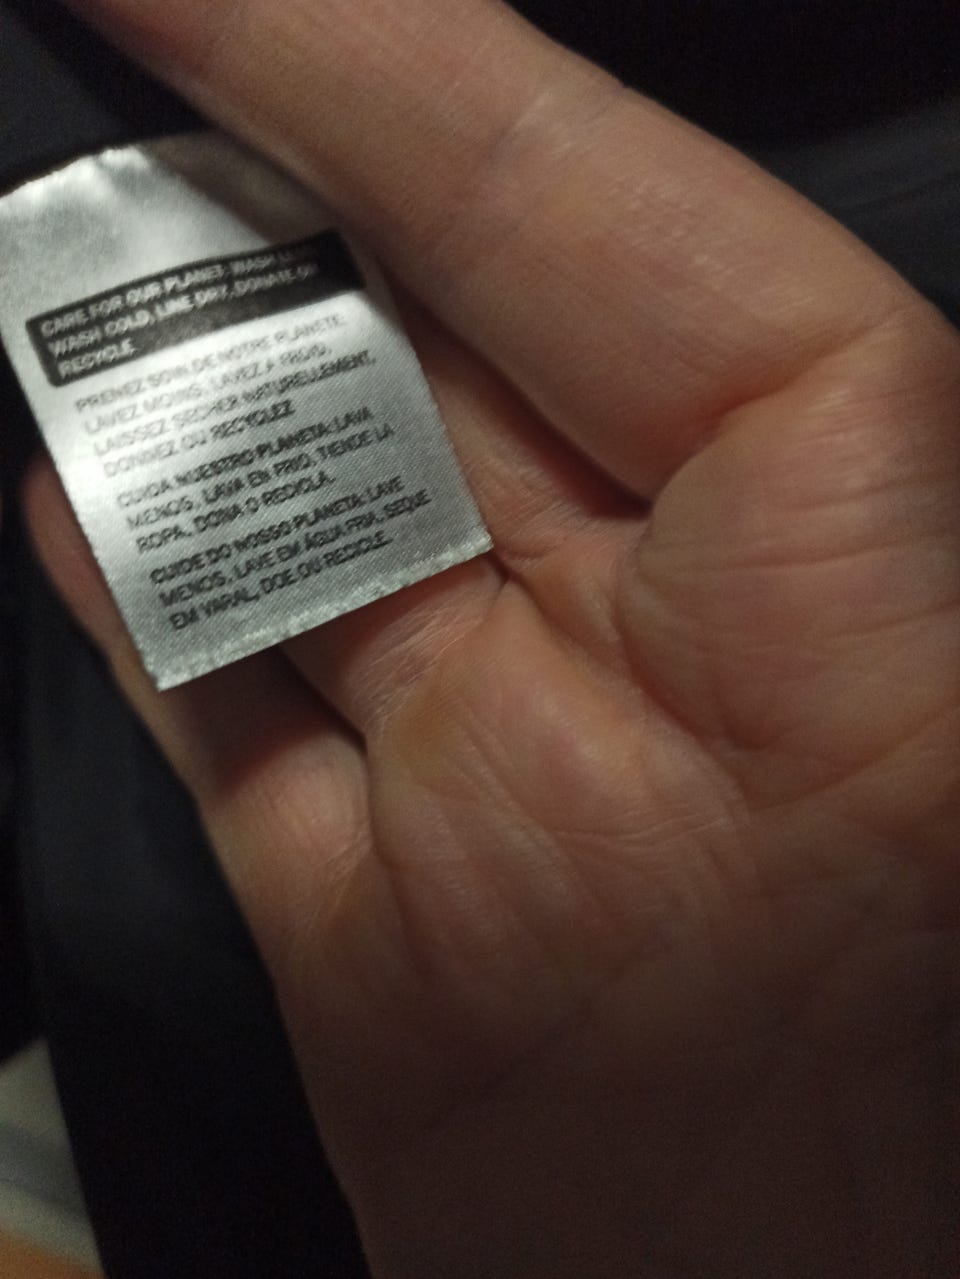 CARE FOR OUR PLANET: WASH LESS,
WASH COLD, LINE DRY, DONATE OR
RECYCLE
PRENEZ SOIN DE NOTRE PLANÈTE:
LAVEZ MOINS, LAVEZ À FROID,
LAISSEZ SÉCHER NATURELLEMENT,
DONNEZ OU RECYCLEZ
CUIDA NUESTRO PLANETA: LAVA
MENOS, LAVA EN FRIO, TIENDE LA
ROPA, DONA O RECICLA.
CUIDE DO NOSSO PLANETA: LAVE
MENOS, LAVE EM ÁGUA FRIA, SEQUE
EM VARAL, DOE OU RECICLE.